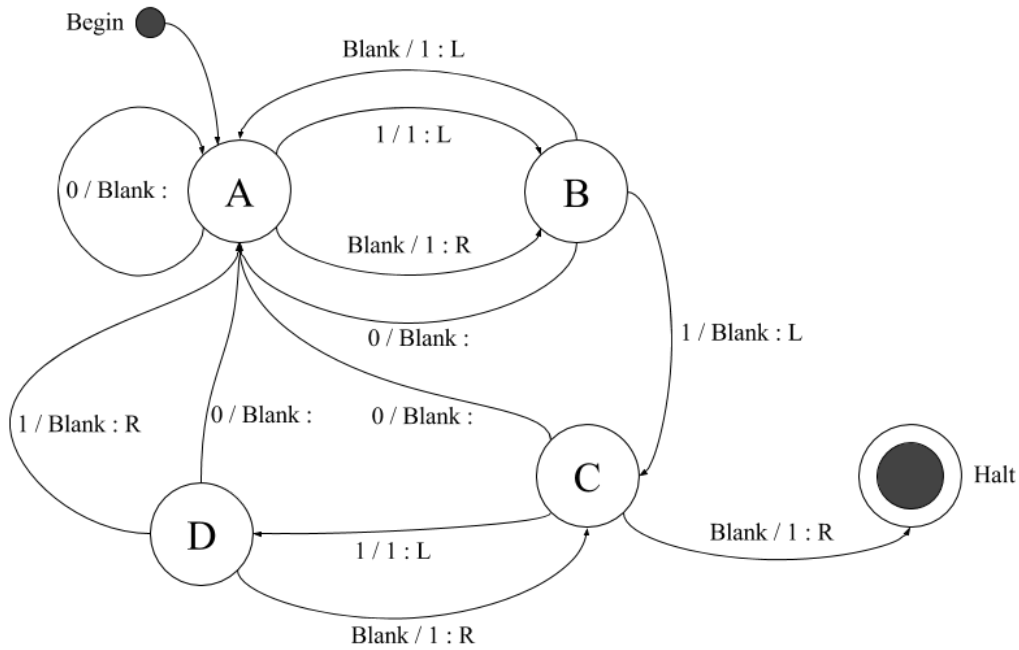 Begin
Blank / 1 : L
1 / 1 : L
0 / Blank :
A
B
Blank / 1 : R
0 / Blank :
1 / Blank : L
1 / Blank : R
0 / Blank :
0 / Blank :
C
Halt
D
1 / 1 : L
Blank / 1 : R
Blank / 1 : R